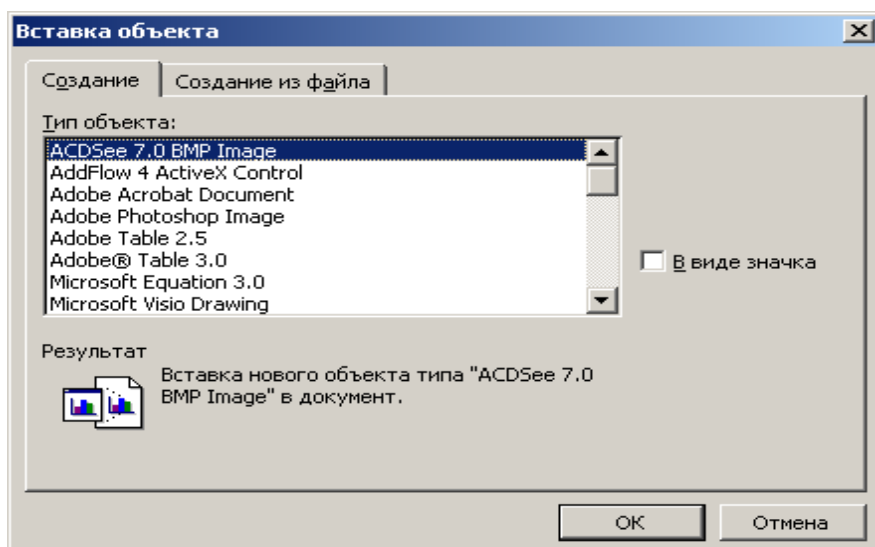 Вставка объекта
Создание
Создание из файла
Тип объекта:
ACDSee 7.0 BMP Image
AddFlow 4 ActiveX Control
Adobe Acrobat Document
Adobe Photoshop Image
Adobe Table 2.5
Adobe® Table 3.0
Microsoft Equation 3.0
Microsoft Visio Drawing
В виде значка
Результат
Вставка нового объекта типа "ACDSee 7.0
BMP Image" в документ.
ОК
Отмена